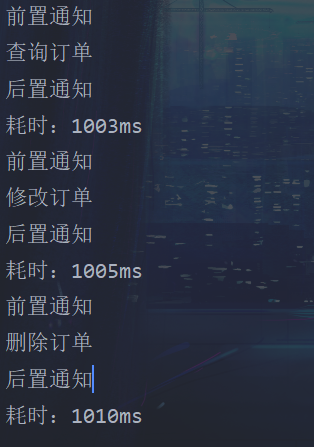 前置通知
查询订单
后置通知
耗时：1003ms
前置通知
修改订单
后置通知
耗时：1005ms
前置通知
删除订单
后置通知
耗时：1010ms